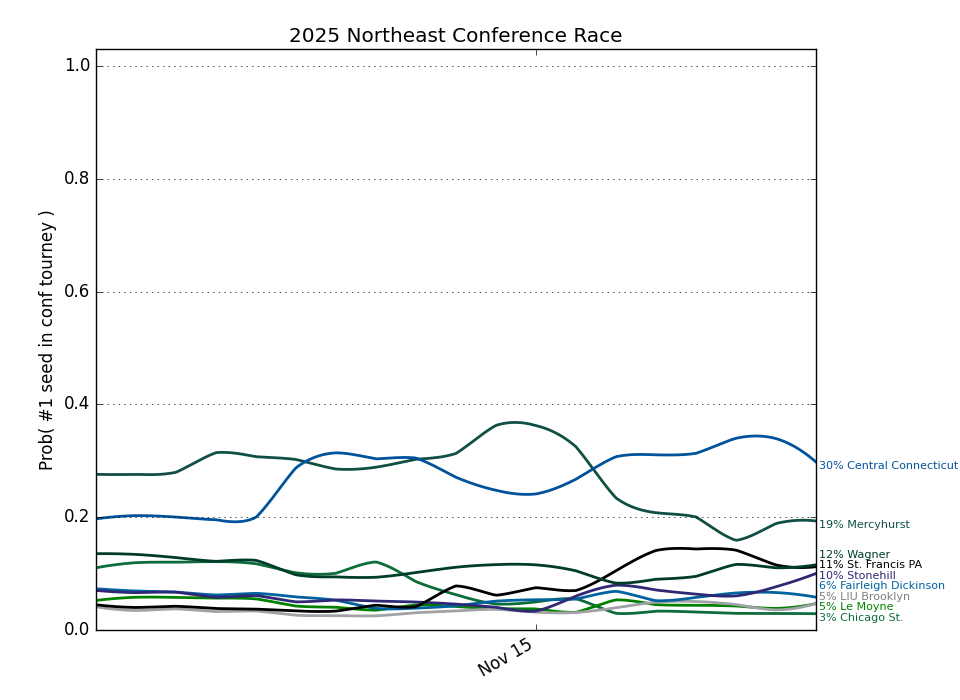 2025 Northeast Conference Race
Prob( #1 seed in conf tourney )
1.0
0.8
0.6
0.4
0.2
0.0
Nov 15
30% Central Connecticut
19% Mercyhurst
12% Wagner
11% St. Francis PA
10% Stonehill
6% Fairleigh Dickinson
5% LIU Brooklyn
5% Le Moyne
3% Chicago St.